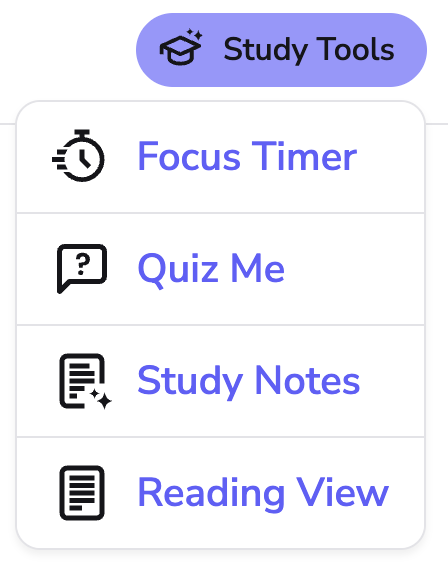 Study Tools
Focus Timer
?
Quiz Me
Study Notes
Reading View